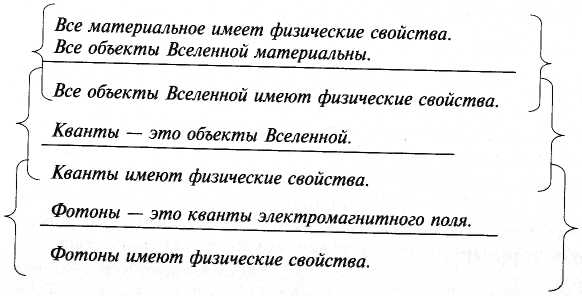 Все материальное имеет физические свойства.
Все объекты Вселенной материальны.
Все объекты Вселенной имеют физические свойства.
Кванты — это объекты Вселенной.
Кванты имеют физические свойства.
Фотоны — это кванты электромагнитного поля.
Фотоны имеют физические свойства.